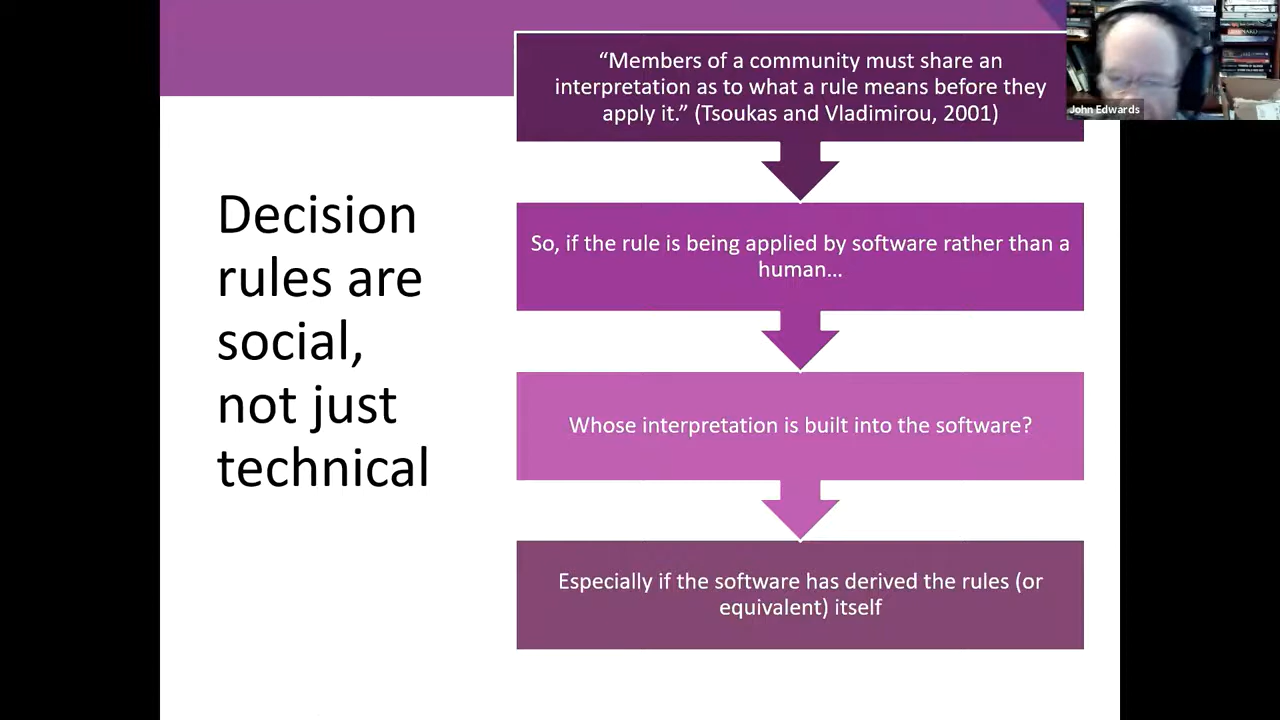 Decision
rules are
social,
not just
technical
“Members of a community must share an
interpretation as to what a rule means before they
apply it.” (Tsoukas and Vladimirou, 2001)
So, if the rule is being applied by software rather than a
human…
Whose interpretation is built into the software?
Especially if the software has derived the rules (or
equivalent) itself
John Edwards